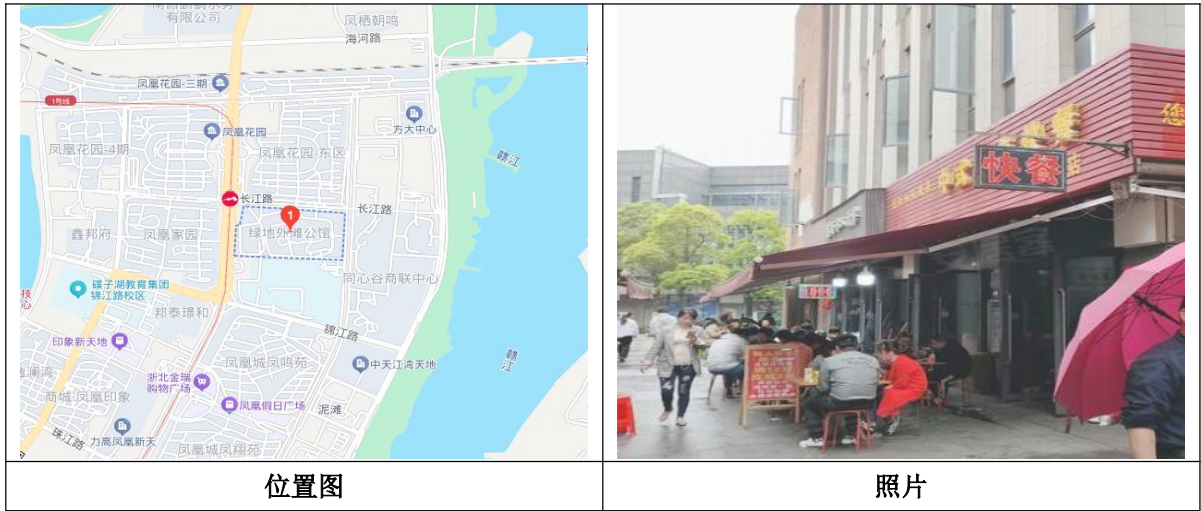 有限公司
凤栖朝鸣
海河路
凤凰花园-三期
1号线
方大中心
凤凰花园
凤凰花园-4期
凤凰花园-东区
赣江
长江路
长江路
1
绿地外滩公馆
鑫邦府
凤凰家园
同心谷商联中心
碟子湖教育集团
锦江路校区
邦泰璟和
锦江路
印象新天地
赣江
凤凰城凤鸣苑
中天江湾天地
浙北金瑞
购物广场
商城·凤凰印象
凤凰假日广场
泥滩
珠江路
力高凤凰新天
凤凰城凤翔苑
快餐
您
店
位置图
照片